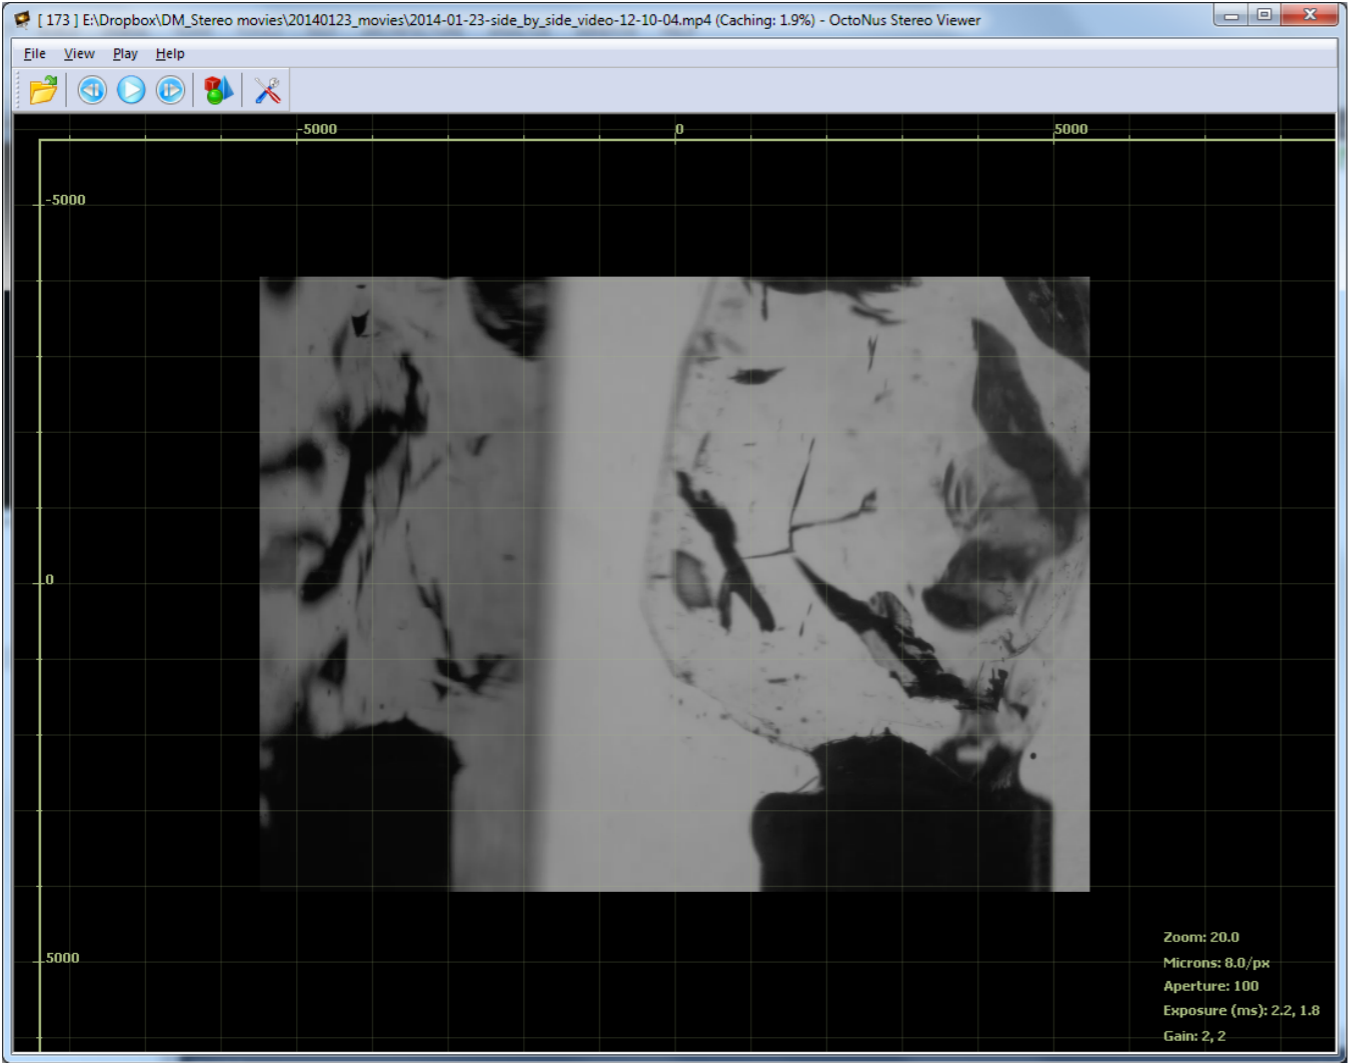 [ 173 ] E:\Dropbox\DM_Stereo movies\20140123_movies\2014-01-23-side_by_side_video-12-10-04.mp4 (Caching: 1.9%) - OctoNus Stereo Viewer
File View Play Help
-5000 0 5000
-5000
0
5000
Zoom: 20.0
Microns: 8.0/px
Aperture: 100
Exposure (ms): 2.2, 1.8
Gain: 2, 2